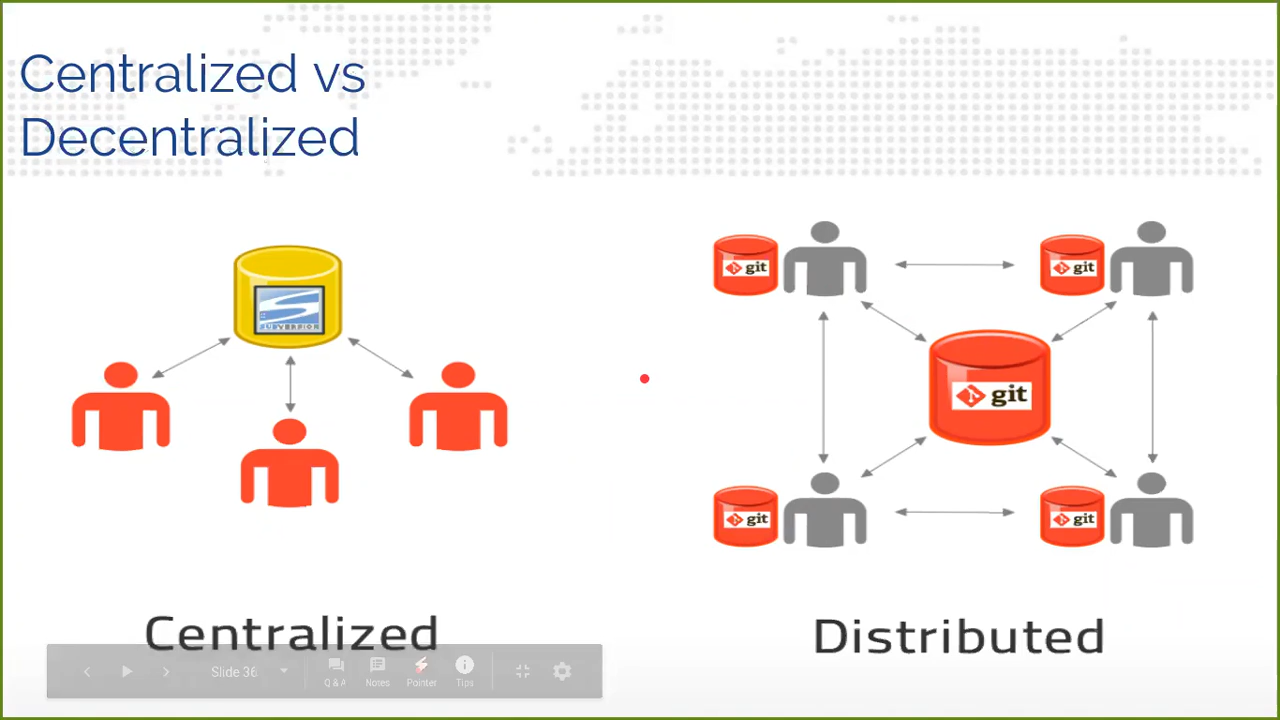 Centralized vs
Decentralized
SUBVERSION
git
git
git
git
git
Centralized
Distributed
Slide 36
Q & A
Notes
Pointer
Tips